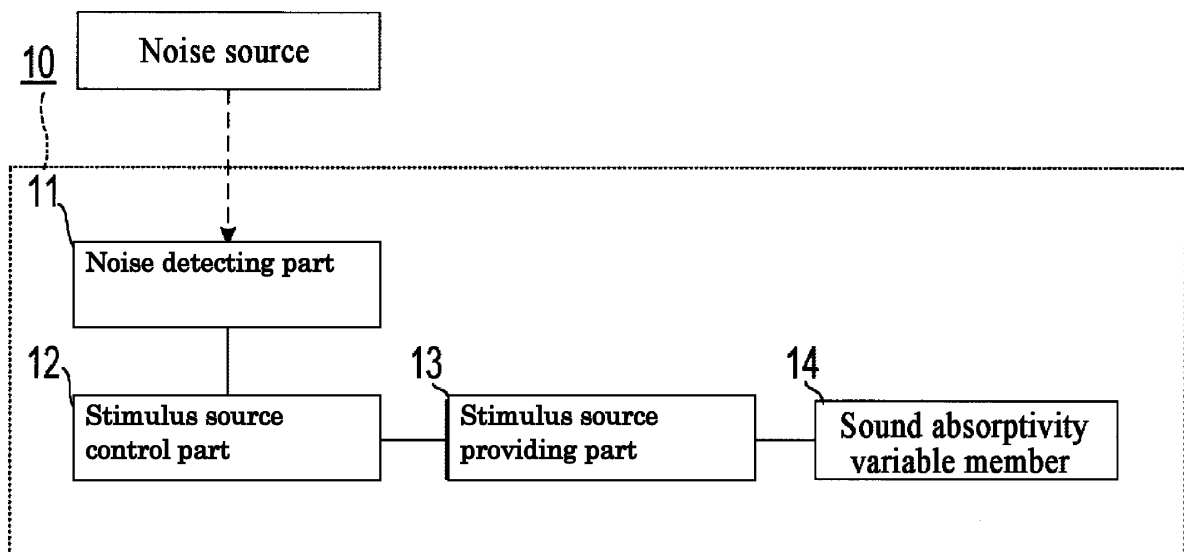 Noise source
10
11
Noise detecting part
12
Stimulus source
control part
13
Stimulus source
providing part
14
Sound absorptivity
variable member